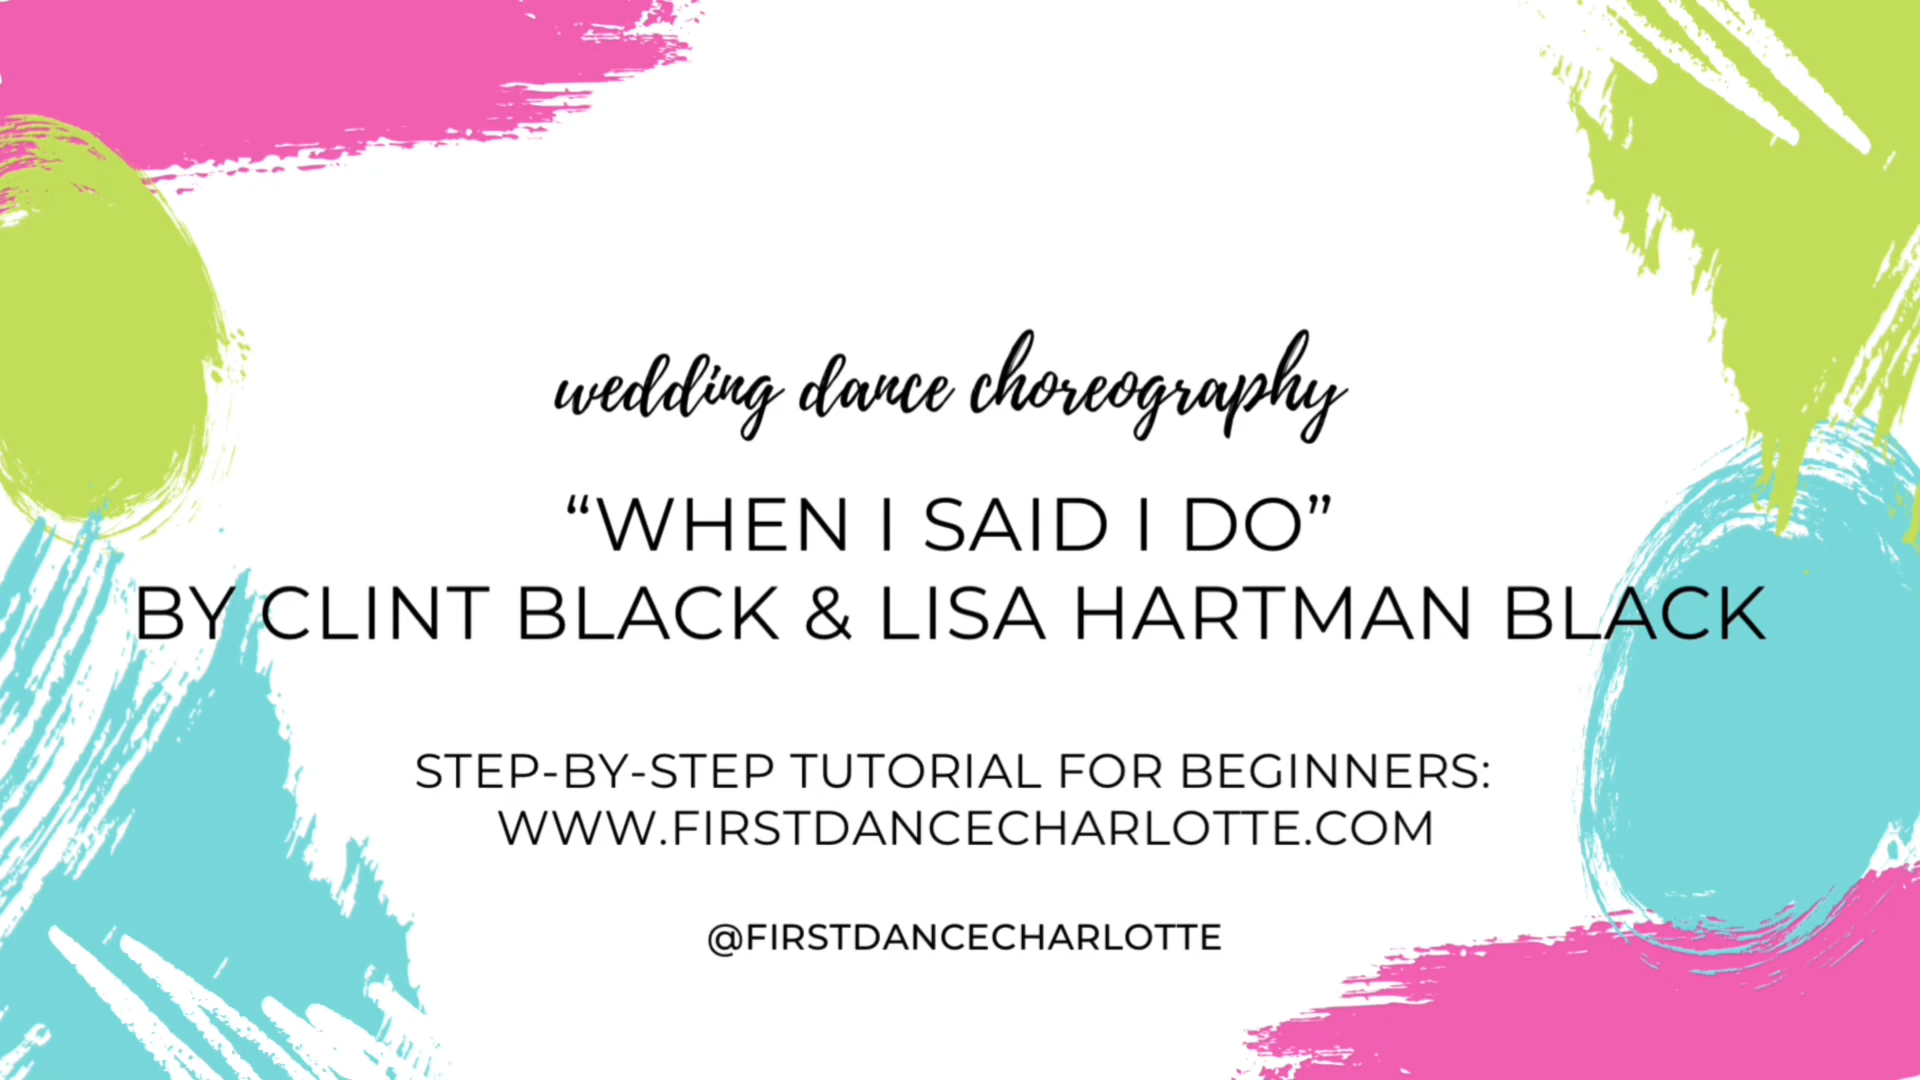 wedding dance choreography
“WHEN I SAID I DO”
BY CLINT BLACK & LISA HARTMAN BLACK
STEP-BY-STEP TUTORIAL FOR BEGINNERS:
WWW.FIRSTDANCECHARLOTTE.COM
@FIRSTDANCECHARLOTTE